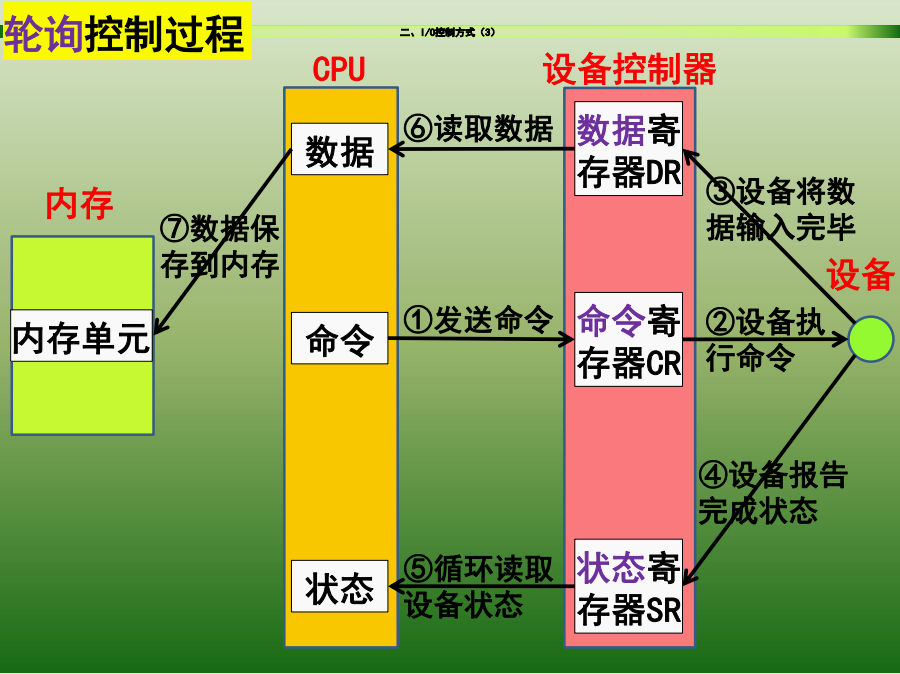 轮询控制过程
二、I/O控制方式（3）
CPU
设备控制器
数据
⑥读取数据
数据寄
存器DR
③设备将数
据输入完毕
内存
⑦数据保
存到内存
设备
内存单元
命令
①发送命令
命令寄
存器CR
②设备执
行命令
④设备报告
完成状态
状态
⑤循环读取
设备状态
状态寄
存器SR